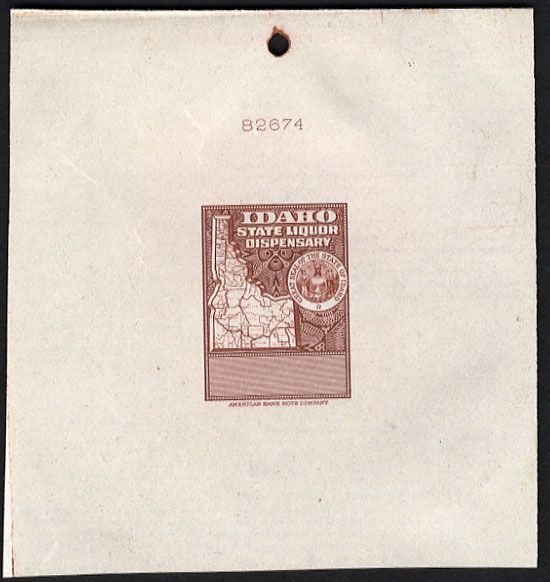 82674
IDAHO
STATE LIQUOR
DISPENSARY
GREAT SEAL OF THE STATE OF IDAHO
AMERICAN BANK NOTE COMPANY.